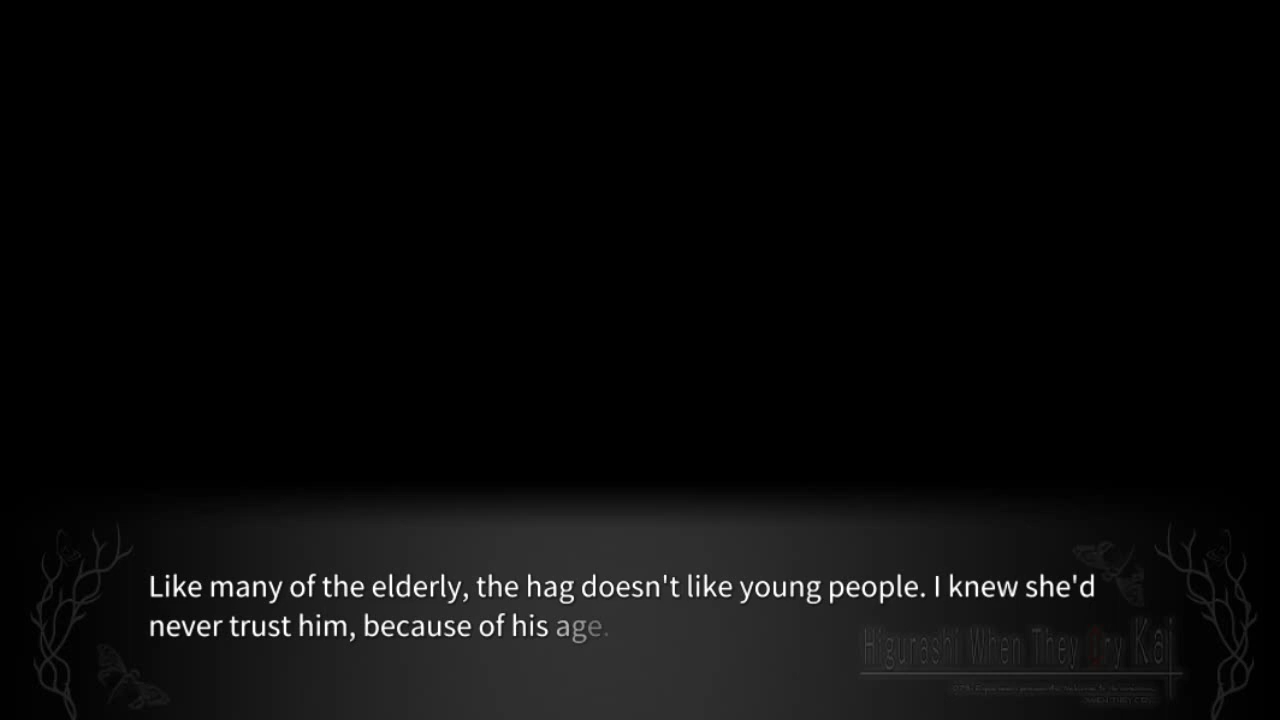 Like many of the elderly, the hag doesn't like young people. I knew she'd
never trust him, because of his age.
Higurashi When They Cry Kai